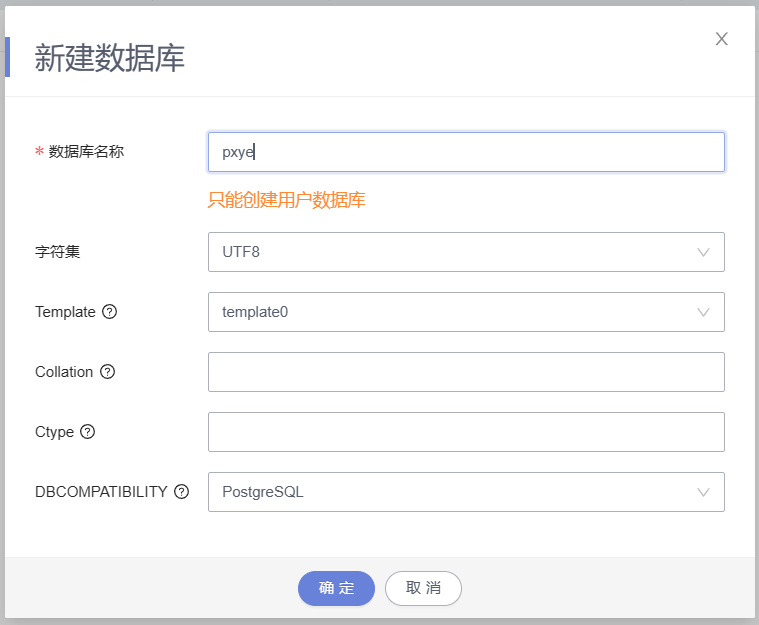 新建数据库
* 数据库名称
pxye
只能创建用户数据库
字符集
UTF8
Template
template0
Collation
Ctype
DBCOMPATIBILITY
PostgreSQL
确 定
取 消